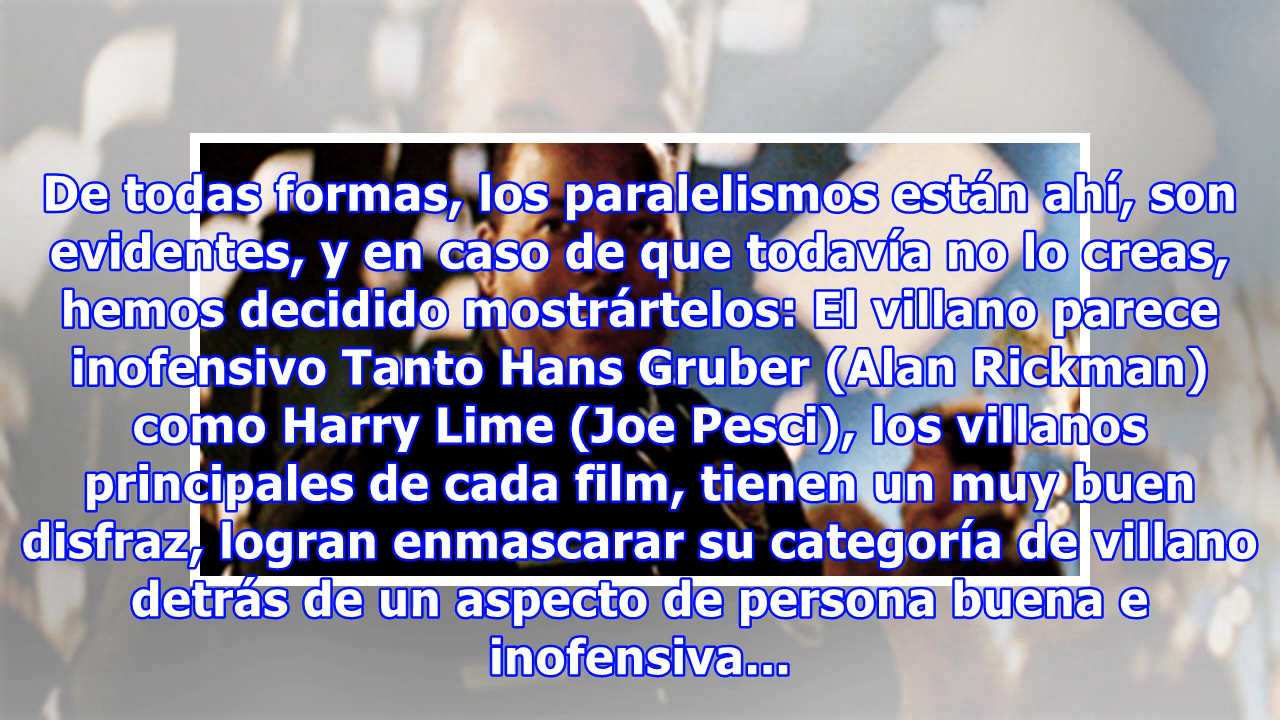 De todas formas, los paralelismos están ahí, son
evidentes, y en caso de que todavía no lo creas,
hemos decidido mostrártelos: El villano parece
inofensivo Tanto Hans Gruber (Alan Rickman)
como Harry Lime (Joe Pesci), los villanos
principales de cada film, tienen un muy buen
disfraz, logran enmascarar su categoría de villano
detrás de un aspecto de persona buena e
inofensiva...